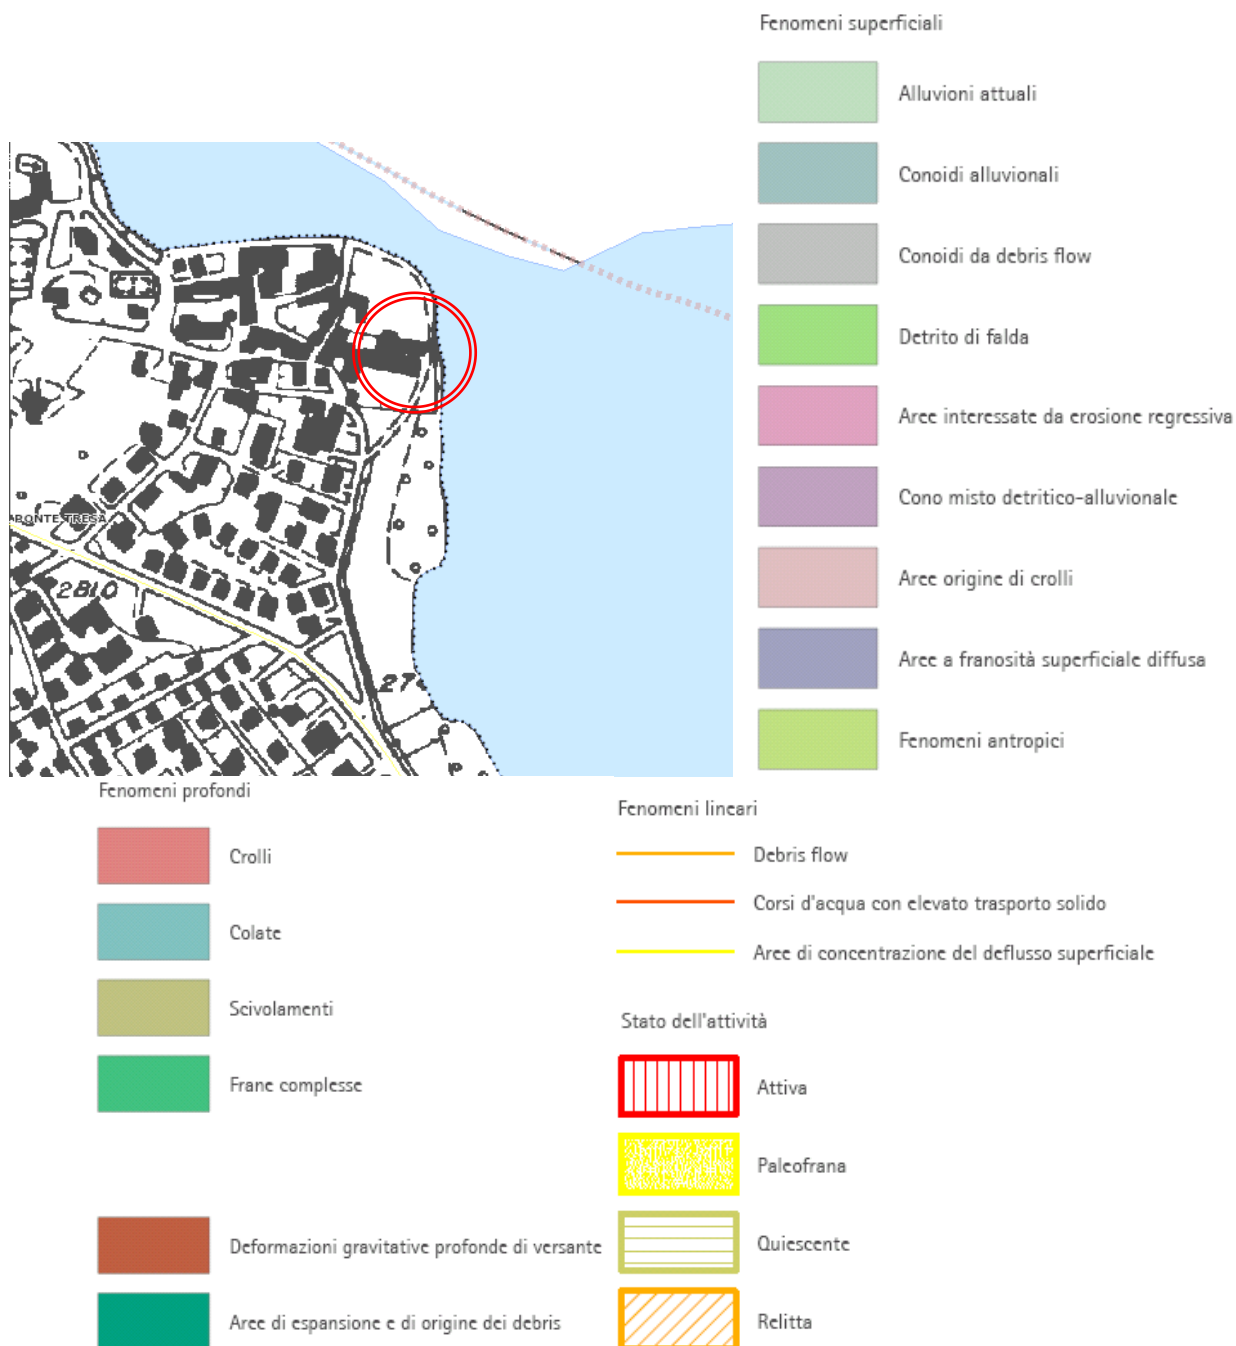 Fenomeni superficiali
Alluvioni attuali
Conoidi alluvionali
Conoidi da debris flow
Detrito di falda
Aree interessate da erosione regressiva
Cono misto detritico-alluvionale
Aree origine di crolli
Aree a franosità superficiale diffusa
Fenomeni antropici
PONTE TRESA
2810
27
Fenomeni profondi
Crolli
Colate
Scivolamenti
Frane complesse
Deformazioni gravitative profonde di versante
Aree di espansione e di origine dei debris
Fenomeni lineari
Debris flow
Corsi d'acqua con elevato trasporto solido
Aree di concentrazione del deflusso superficiale
Stato dell'attività
Attiva
Paleofrana
Quiescente
Relitta